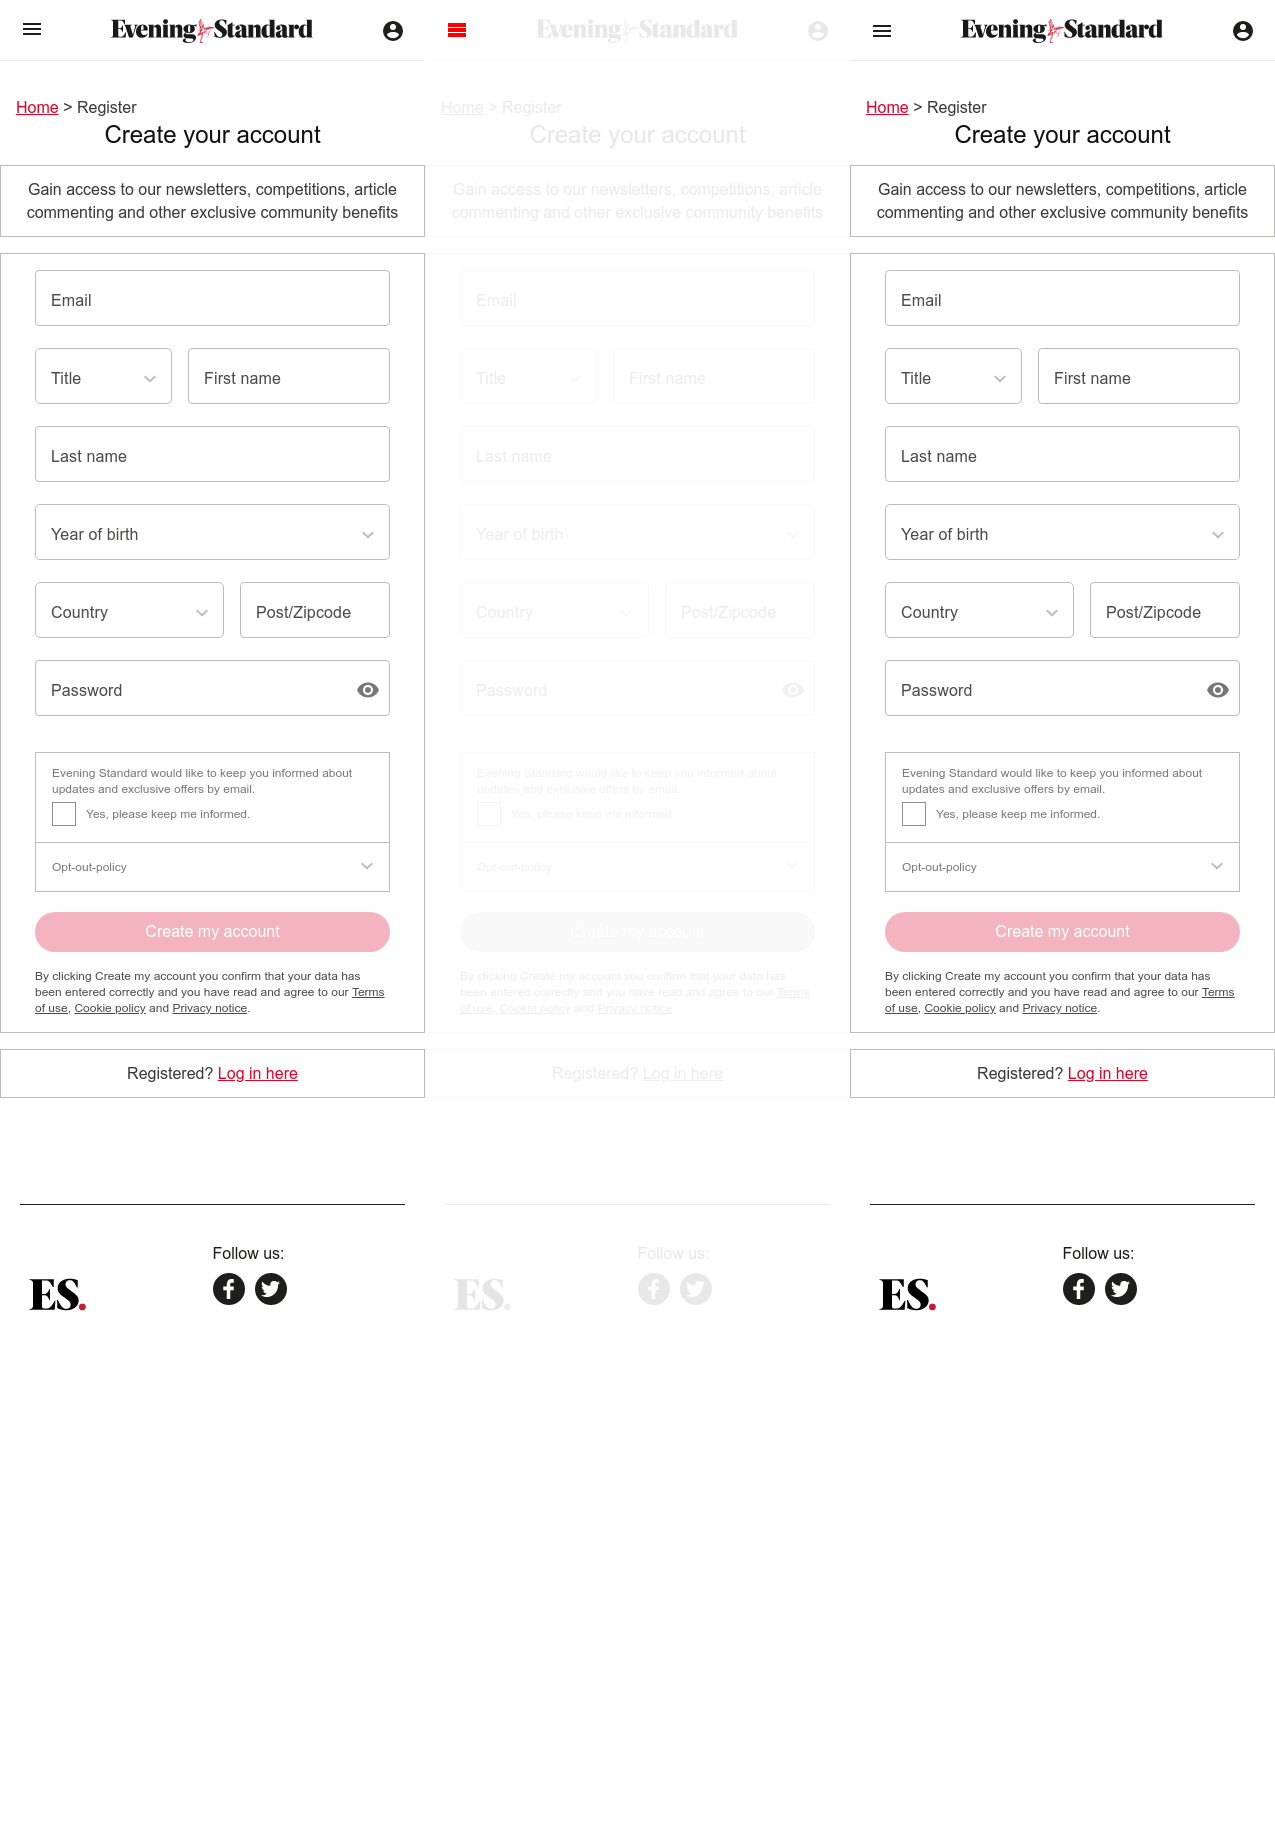 Evening Standard
Home > Register
Create your account
Gain access to our newsletters, competitions, article
commenting and other exclusive community benefits
Email
Title
First name
Last name
Year of birth
Country
Post/Zipcode
Password
Evening Standard would like to keep you informed about
updates and exclusive offers by email.
Yes, please keep me informed.
Opt-out-policy
Create my account
By clicking Create my account you confirm that your data has
been entered correctly and you have read and agree to our Terms
of use, Cookie policy and Privacy notice.
Registered? Log in here
Follow us:
ES.
Evening Standard
Home > Register
Create your account
Gain access to our newsletters, competitions, article
commenting and other exclusive community benefits
Email
Title
First name
Last name
Year of birth
Country
Post/Zipcode
Password
Evening Standard would like to keep you informed about
updates and exclusive offers by email.
Yes, please keep me informed.
Opt-out-policy
Create my account
By clicking Create my account you confirm that your data has
been entered correctly and you have read and agree to our Terms
of use, Cookie policy and Privacy notice.
Registered? Log in here
Follow us:
ES.
Evening Standard
Home > Register
Create your account
Gain access to our newsletters, competitions, article
commenting and other exclusive community benefits
Email
Title
First name
Last name
Year of birth
Country
Post/Zipcode
Password
Evening Standard would like to keep you informed about
updates and exclusive offers by email.
Yes, please keep me informed.
Opt-out-policy
Create my account
By clicking Create my account you confirm that your data has
been entered correctly and you have read and agree to our Terms
of use, Cookie policy and Privacy notice.
Registered? Log in here
Follow us:
ES.